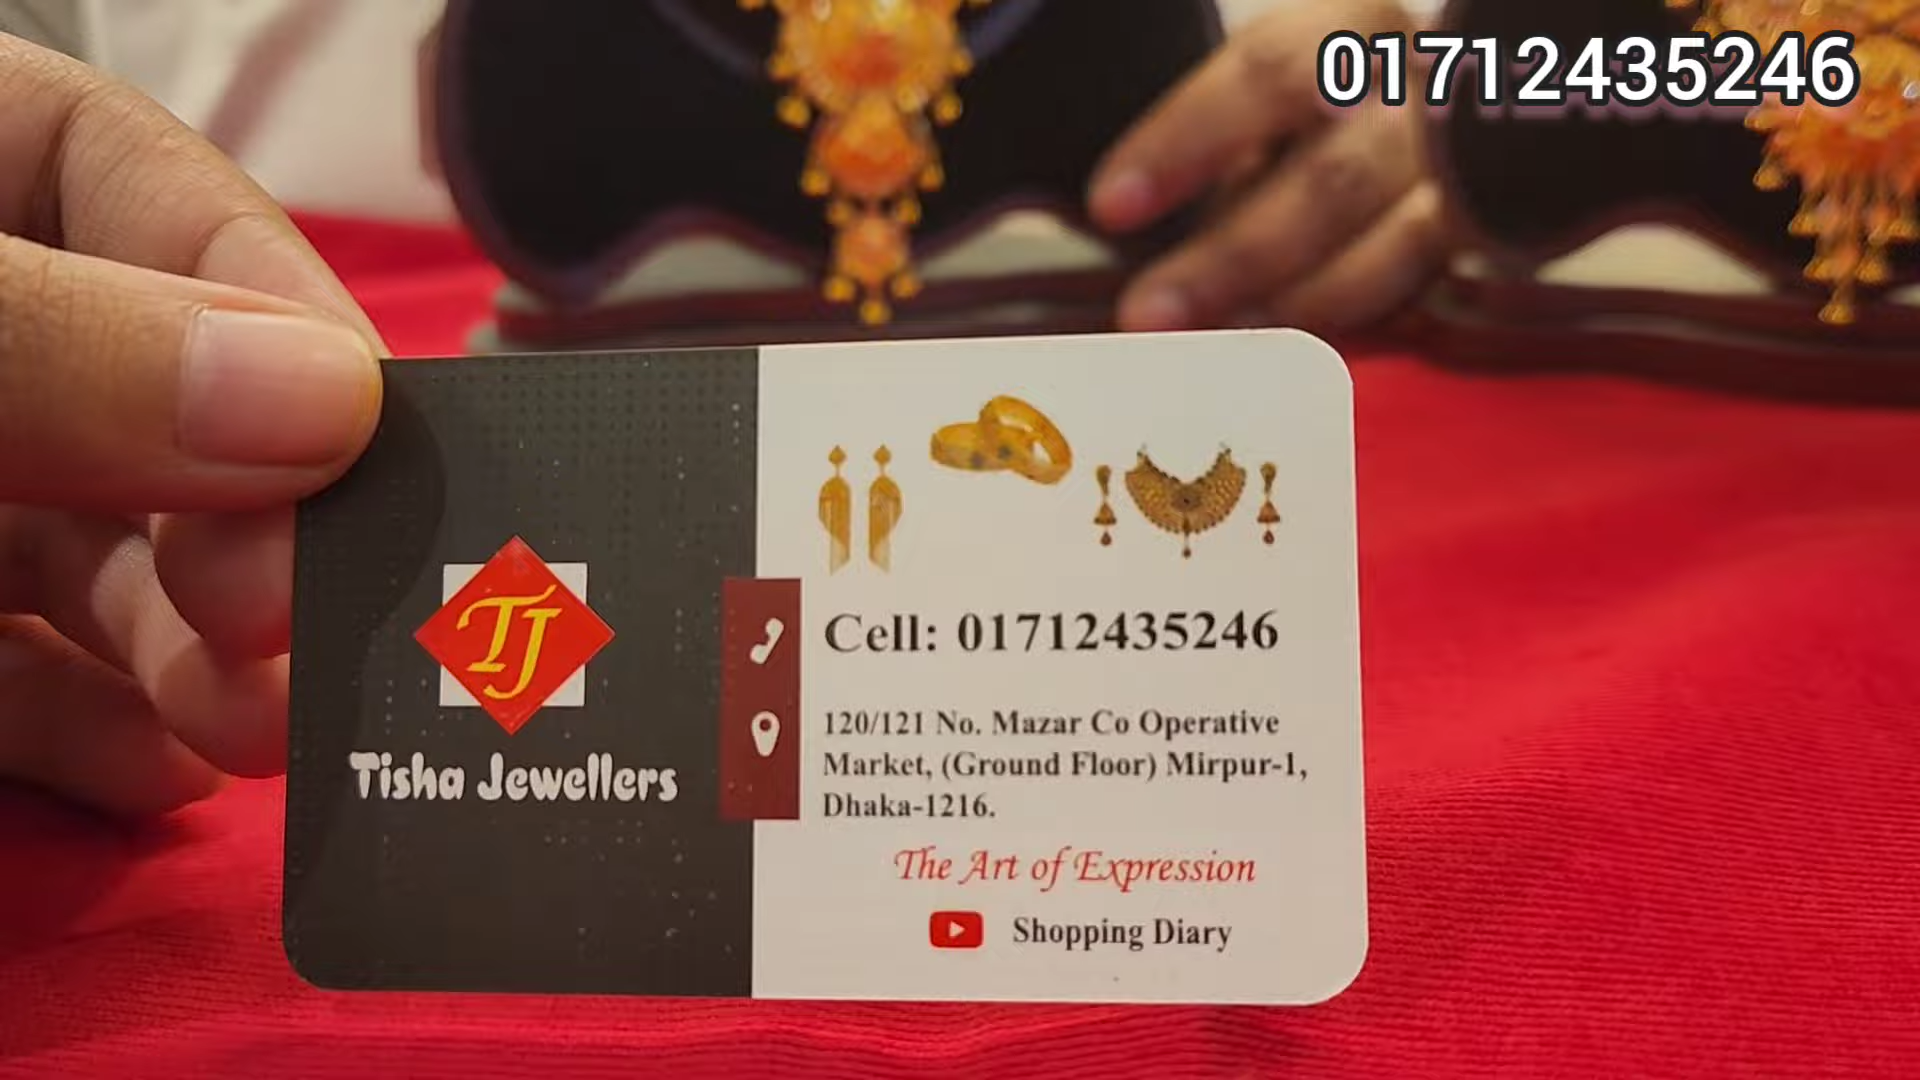 01712435246
TJ
Tisha Jewellers
Cell: 01712435246
120/121 No. Mazar Co Operative
Market, (Ground Floor) Mirpur-1,
Dhaka-1216.
The Art of Expression
Shopping Diary